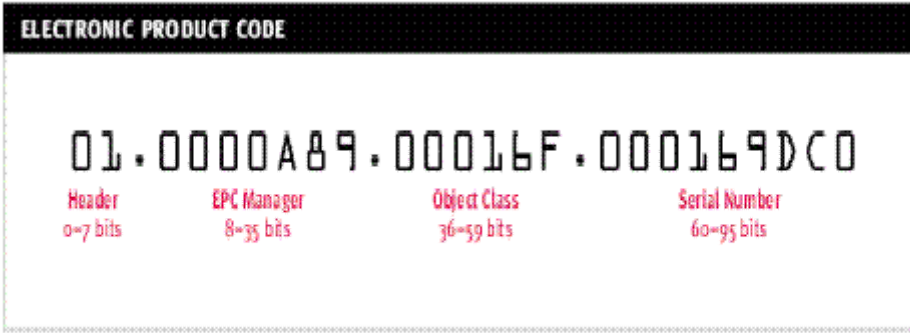 ELECTRONIC PRODUCT CODE
01.0000A89.00016F.000169DC0
Header EPC Manager Object Class Serial Number
0-7 bits 8-35 bits 36-59 bits 60-95 bits